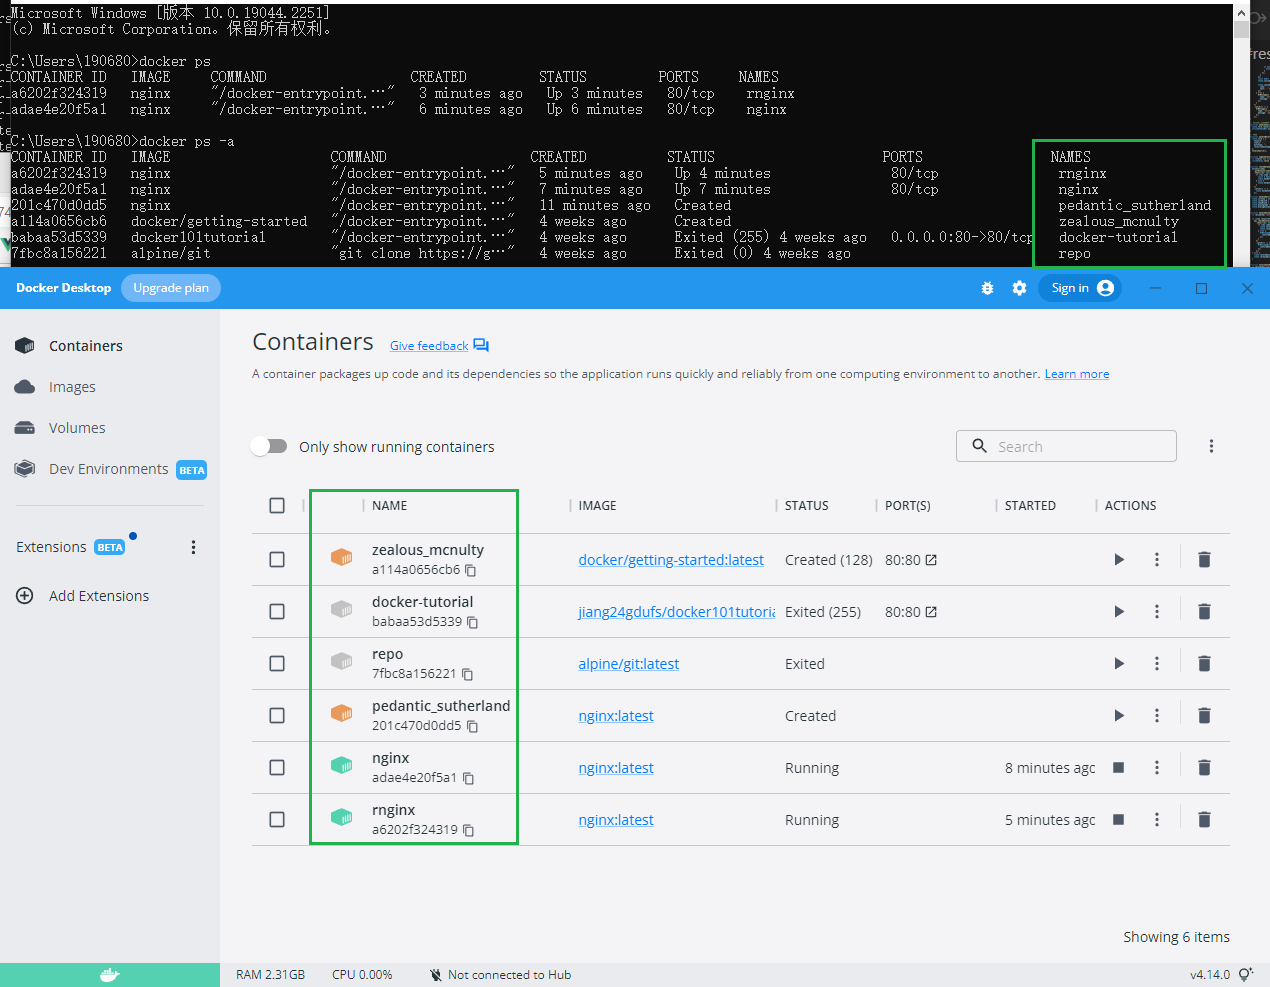 Microsoft Windows [版本 10.0.19044.2251]
(c) Microsoft Corporation。保留所有权利。
C:\Users\190680>docker ps
CONTAINER ID IMAGE COMMAND CREATED STATUS PORTS NAMES
a6202f324319 nginx "/docker-entrypoint.…" 3 minutes ago Up 3 minutes 80/tcp rnginx
adae4e20f5a1 nginx "/docker-entrypoint.…" 6 minutes ago Up 6 minutes 80/tcp nginx
C:\Users\190680>docker ps -a
CONTAINER ID IMAGE COMMAND CREATED STATUS PORTS NAMES
a6202f324319 nginx "/docker-entrypoint.…" 5 minutes ago Up 4 minutes 80/tcp rnginx
adae4e20f5a1 nginx "/docker-entrypoint.…" 7 minutes ago Up 7 minutes 80/tcp nginx
201c470d0dd5 nginx "/docker-entrypoint.…" 11 minutes ago Created pedantic_sutherland
a114a0656cb6 docker/getting-started "/docker-entrypoint.…" 4 weeks ago Created zealous_mcnulty
babaa53d5339 docker101tutorial "/docker-entrypoint.…" 4 weeks ago Exited (255) 4 weeks ago 0.0.0.0:80->80/tcp docker-tutorial
7fbc8a156221 alpine/git "git clone https://g…" 4 weeks ago Exited (0) 4 weeks ago repo
Docker Desktop Upgrade plan Sign in
Containers
Images
Volumes
Dev Environments BETA
Extensions BETA
Add Extensions
Containers Give feedback
A container packages up code and its dependencies so the application runs quickly and reliably from one computing environment to another. Learn more
Only show running containers Search
NAME IMAGE STATUS PORT(S) STARTED ACTIONS
zealous_mcnulty docker/getting-started:latest Created (128) 80:80
a114a0656cb6
docker-tutorial jiang24gdufs/docker101tutoria Exited (255) 80:80
babaa53d5339
repo alpine/git:latest Exited
7fbc8a156221
pedantic_sutherland nginx:latest Created
201c470d0dd5
nginx nginx:latest Running 8 minutes ago
adae4e20f5a1
rnginx nginx:latest Running 5 minutes ago
a6202f324319
Showing 6 items
RAM 2.31GB CPU 0.00% Not connected to Hub v4.14.0